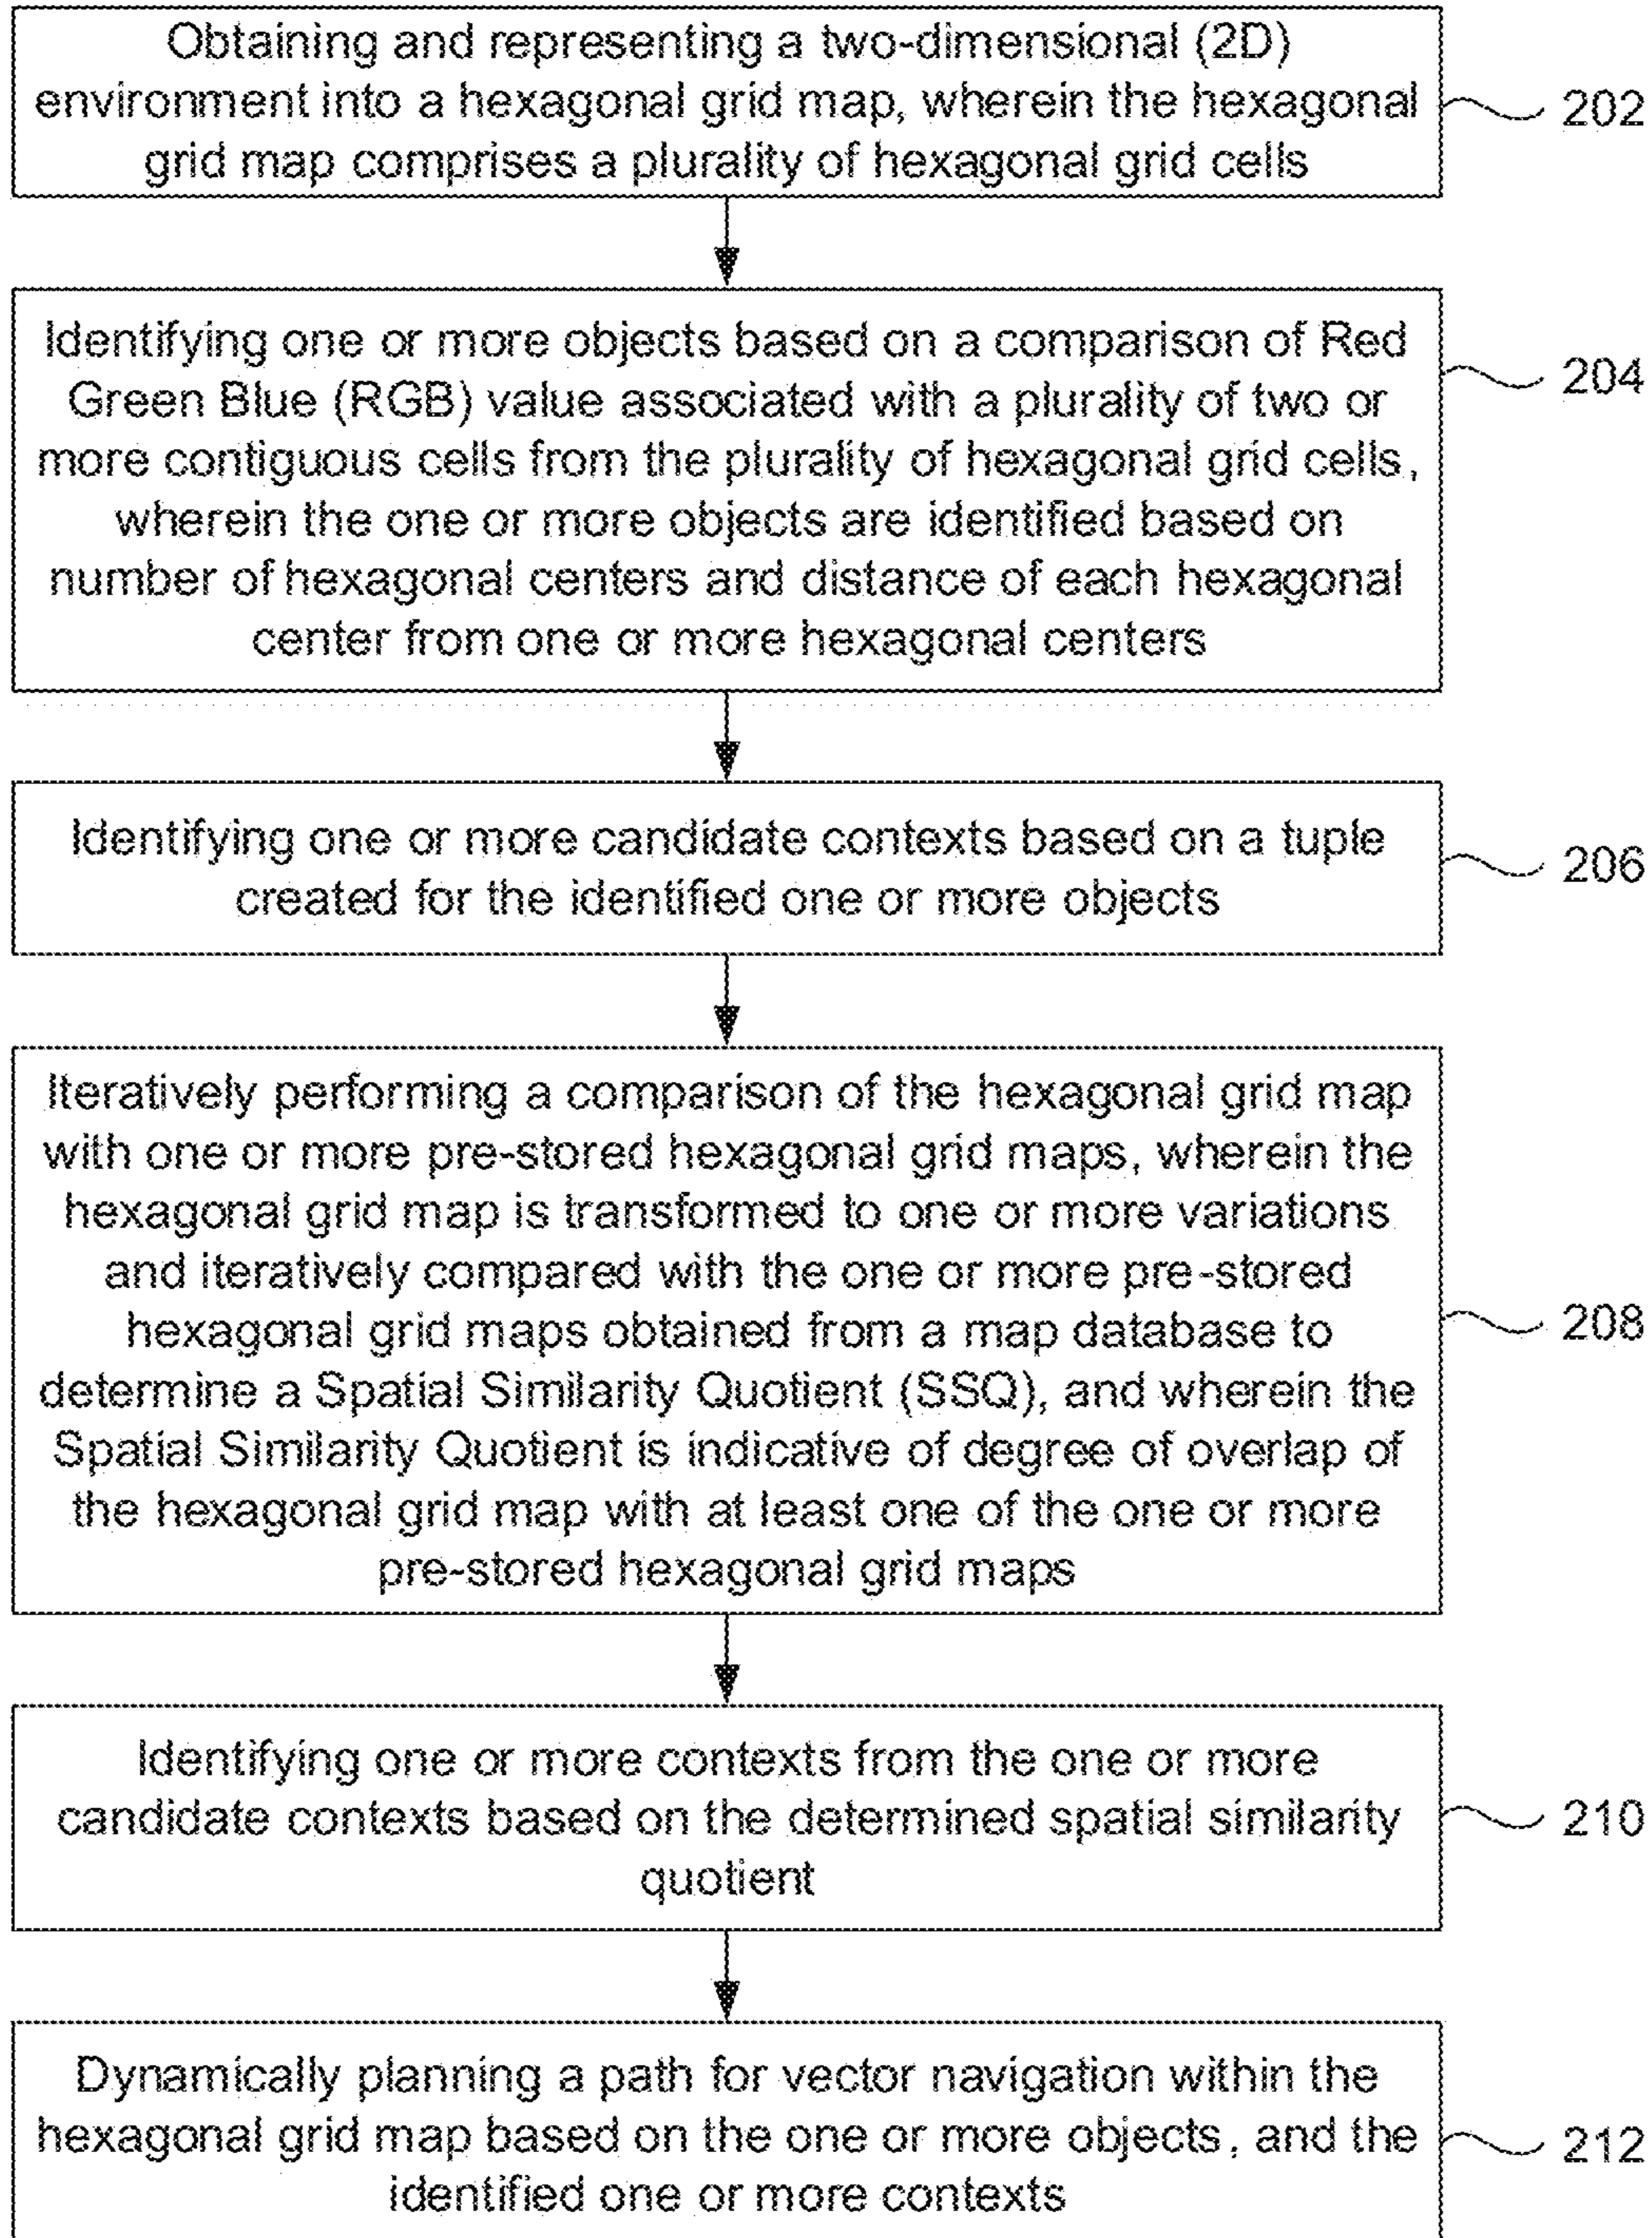 Obtaining and representing a two-dimensional (2D)
environment into a hexagonal grid map, wherein the hexagonal
grid map comprises a plurality of hexagonal grid cells
202
Identifying one or more objects based on a comparison of Red
Green Blue (RGB) value associated with a plurality of two or
more contiguous cells from the plurality of hexagonal grid cells,
wherein the one or more objects are identified based on
number of hexagonal centers and distance of each hexagonal
center from one or more hexagonal centers
204
Identifying one or more candidate contexts based on a tuple
created for the identified one or more objects
206
Iteratively performing a comparison of the hexagonal grid map
with one or more pre-stored hexagonal grid maps, wherein the
hexagonal grid map is transformed to one or more variations
and iteratively compared with the one or more pre-stored
hexagonal grid maps obtained from a map database to
determine a Spatial Similarity Quotient (SSQ), and wherein the
Spatial Similarity Quotient is indicative of degree of overlap of
the hexagonal grid map with at least one of the one or more
pre-stored hexagonal grid maps
208
Identifying one or more contexts from the one or more
candidate contexts based on the determined spatial similarity
quotient
210
Dynamically planning a path for vector navigation within the
hexagonal grid map based on the one or more objects, and the
identified one or more contexts
212